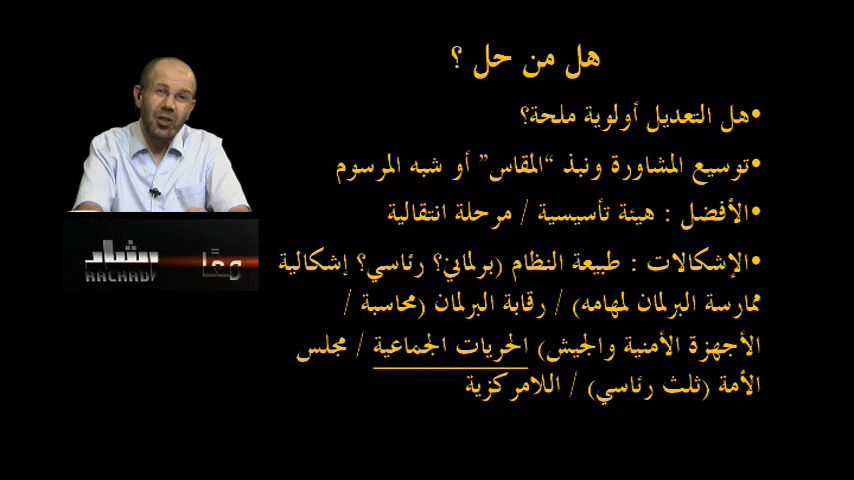 هل من حل ؟
•هل التعديل أولوية ملحة؟
•توسيع المشاورة ونبذ “المقاس” أو شبه المرسوم
•الأفضل : هيئة تأسيسية / مرحلة انتقالية
•الإشكالات : طبيعة النظام (برلماني؟ رئاسي؟ إشكالية
ممارسة البرلمان لمهامه) / رقابة البرلمان (محاسبة /
الأجهزة الأمنية والجيش) الحريات الجماعية / مجلس
الأمة (ثلث رئاسي) / اللامركزية
رشاد معًا
RACHAD